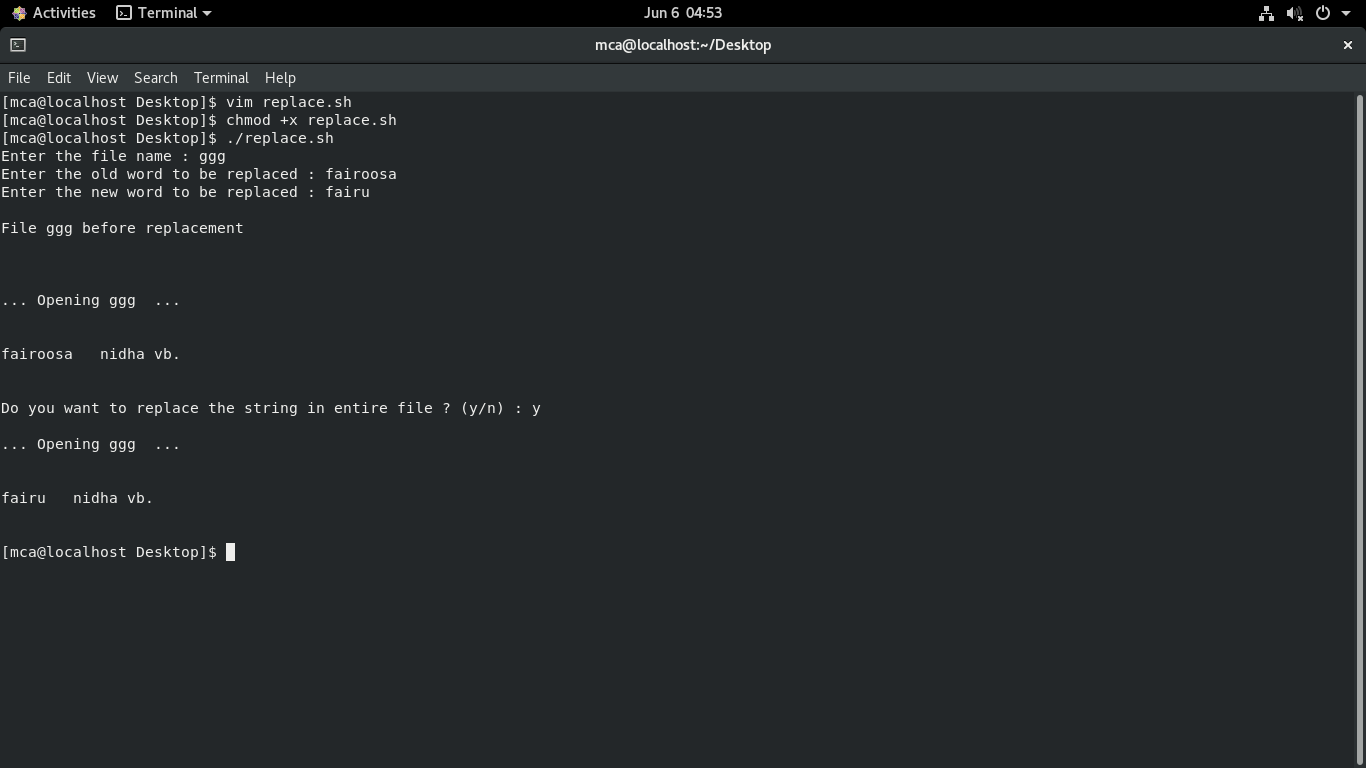 Activities Terminal Jun 6 04:53
mca@localhost:~/Desktop ×
File Edit View Search Terminal Help
[mca@localhost Desktop]$ vim replace.sh
[mca@localhost Desktop]$ chmod +x replace.sh
[mca@localhost Desktop]$ ./replace.sh
Enter the file name : ggg
Enter the old word to be replaced : fairoosa
Enter the new word to be replaced : fairu
File ggg before replacement
... Opening ggg  ...
fairoosa   nidha vb.
Do you want to replace the string in entire file ? (y/n) : y
... Opening ggg  ...
fairu   nidha vb.
[mca@localhost Desktop]$